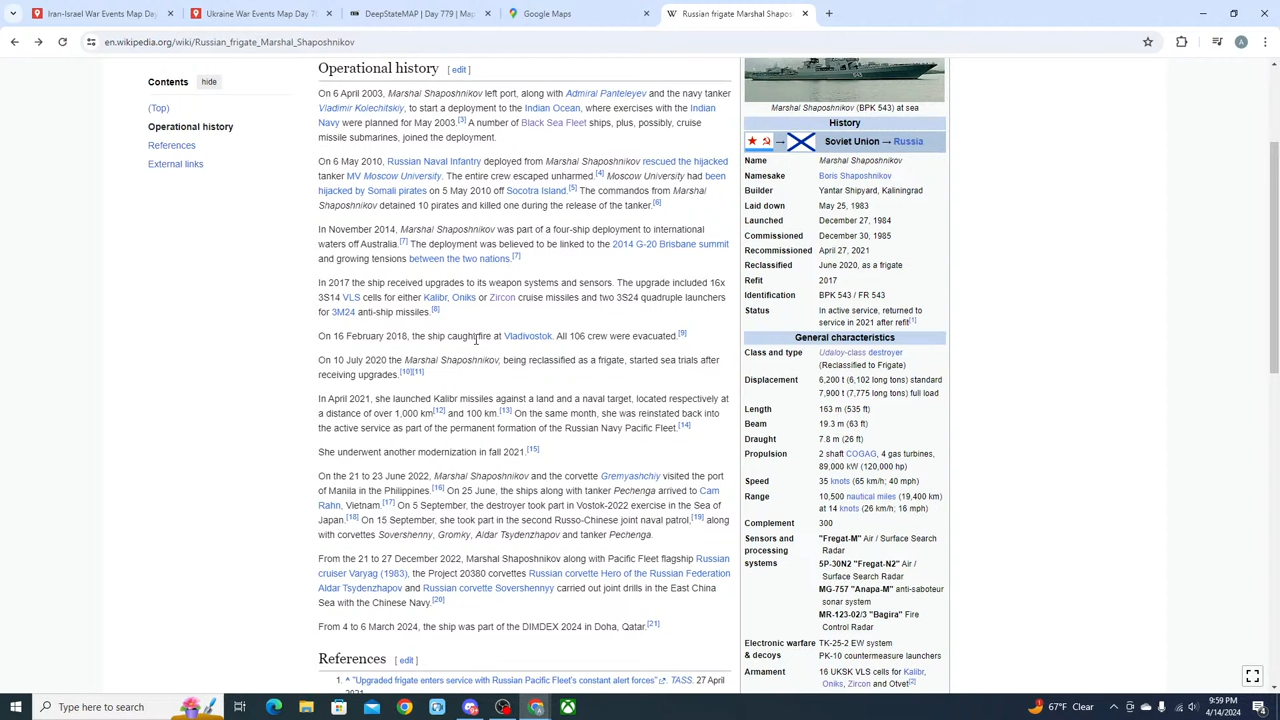 Iran-Israel War Events Map Day
Ukraine War Events Map Day 7
DeepStateMAP | Day 779 | Map
Google Maps
Russian frigate Marshal Shaposh
en.wikipedia.org/wiki/Russian_frigate_Marshal_Shaposhnikov
A
Contents hide
(Top)
Operational history
References
External links
Operational history [ edit ]
On 6 April 2003, Marshal Shaposhnikov left port, along with Admiral Panteleyev and the navy tanker
Vladimir Kolechitskiy, to start a deployment to the Indian Ocean, where exercises with the Indian
Navy were planned for May 2003.[3] A number of Black Sea Fleet ships, plus, possibly, cruise
missile submarines, joined the deployment.
On 6 May 2010, Russian Naval Infantry deployed from Marshal Shaposhnikov rescued the hijacked
tanker MV Moscow University. The entire crew escaped unharmed.[4] Moscow University had been
hijacked by Somali pirates on 5 May 2010 off Socotra Island.[5] The commandos from Marshal
Shaposhnikov detained 10 pirates and killed one during the release of the tanker.[6]
In November 2014, Marshal Shaposhnikov was part of a four-ship deployment to international
waters off Australia.[7] The deployment was believed to be linked to the 2014 G-20 Brisbane summit
and growing tensions between the two nations.[7]
In 2017 the ship received upgrades to its weapon systems and sensors. The upgrade included 16x
3S14 VLS cells for either Kalibr, Oniks or Zircon cruise missiles and two 3S24 quadruple launchers
for 3M24 anti-ship missiles.[8]
On 16 February 2018, the ship caught fire at Vladivostok. All 106 crew were evacuated.[9]
On 10 July 2020 the Marshal Shaposhnikov, being reclassified as a frigate, started sea trials after
receiving upgrades.[10][11]
In April 2021, she launched Kalibr missiles against a land and a naval target, located respectively at
a distance of over 1,000 km[12] and 100 km.[13] On the same month, she was reinstated back into
the active service as part of the permanent formation of the Russian Navy Pacific Fleet.[14]
She underwent another modernization in fall 2021.[15]
On the 21 to 23 June 2022, Marshal Shaposhnikov and the corvette Gremyashchiy visited the port
of Manila in the Philippines.[16] On 25 June, the ships along with tanker Pechenga arrived to Cam
Rahn, Vietnam.[17] On 5 September, the destroyer took part in Vostok-2022 exercise in the Sea of
Japan.[18] On 15 September, she took part in the second Russo-Chinese joint naval patrol,[19] along
with corvettes Sovershenny, Gromky, Aldar Tsydenzhapov and tanker Pechenga.
From the 21 to 27 December 2022, Marshal Shaposhnikov along with Pacific Fleet flagship Russian
cruiser Varyag (1983), the Project 20380 corvettes Russian corvette Hero of the Russian Federation
Aldar Tsydenzhapov and Russian corvette Sovershennyy carried out joint drills in the East China
Sea with the Chinese Navy.[20]
From 4 to 6 March 2024, the ship was part of the DIMDEX 2024 in Doha, Qatar.[21]
References [ edit ]
1. ^ "Upgraded frigate enters service with Russian Pacific Fleet's constant alert forces". TASS. 27 April
2021.
543
Marshal Shaposhnikov (BPK 543) at sea
History
Soviet Union → Russia
Name Marshal Shaposhnikov
Namesake Boris Shaposhnikov
Builder Yantar Shipyard, Kaliningrad
Laid down May 25, 1983
Launched December 27, 1984
Commissioned December 30, 1985
Recommissioned April 27, 2021
Reclassified June 2020, as a frigate
Refit 2017
Identification BPK 543 / FR 543
Status In active service, returned to
service in 2021 after refit[1]
General characteristics
Class and type Udaloy-class destroyer
(Reclassified to Frigate)
Displacement 6,200 t (6,102 long tons) standard
7,900 t (7,775 long tons) full load
Length 163 m (535 ft)
Beam 19.3 m (63 ft)
Draught 7.8 m (26 ft)
Propulsion 2 shaft COGAG, 4 gas turbines,
89,000 kW (120,000 hp)
Speed 35 knots (65 km/h; 40 mph)
Range 10,500 nautical miles (19,400 km)
at 14 knots (26 km/h; 16 mph)
Complement 300
Sensors and processing systems "Fregat-M" Air / Surface Search
Radar
5P-30N2 "Fregat-N2" Air /
Surface Search Radar
MG-757 "Anapa-M" anti-saboteur
sonar system
MR-123-02/3 "Bagira" Fire
Control Radar
Electronic warfare & decoys TK-25-2 EW system
PK-10 countermeasure launchers
Armament 16 UKSK VLS cells for Kalibr,
Oniks, Zircon and Otvet[2]
Type here to search
67°F Clear
9:59 PM
4/14/2024